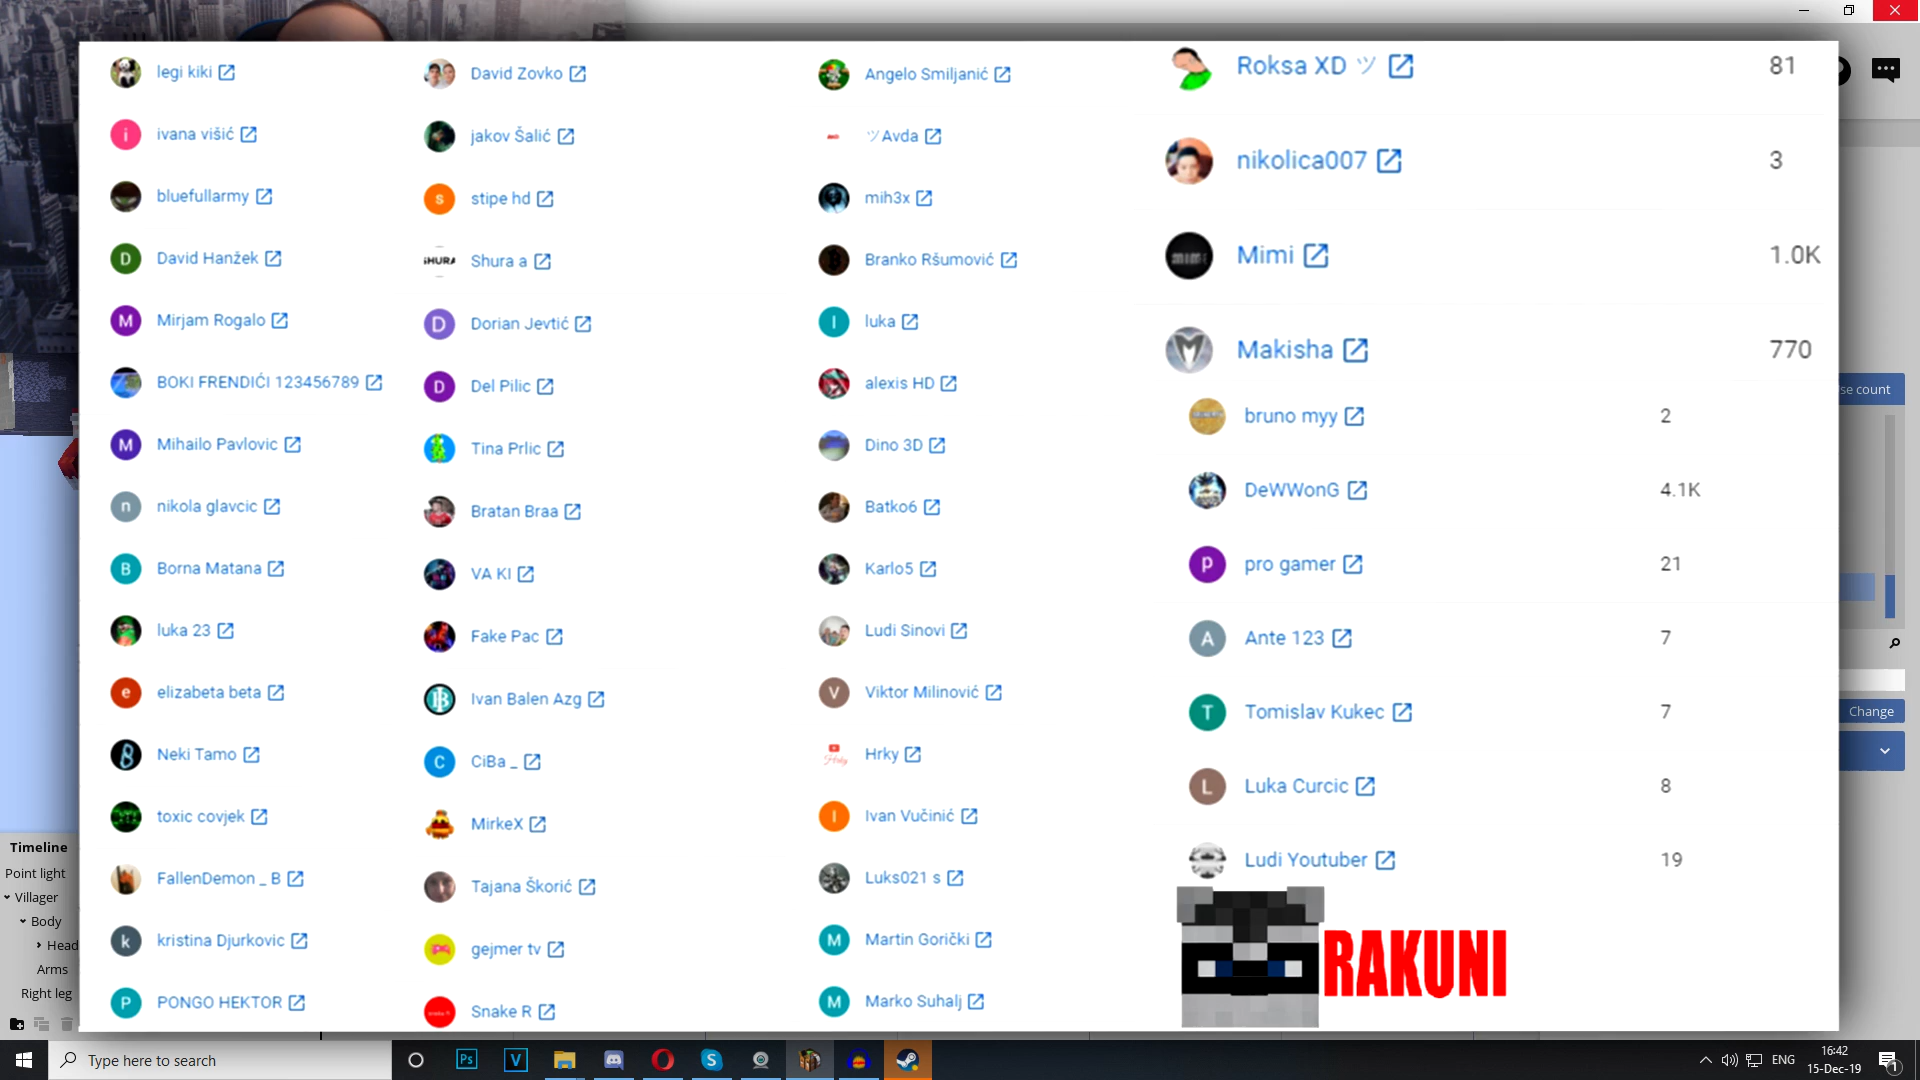 legi kiki
ivana višić
bluefullarmy
David Hanžek
Mirjam Rogalo
BOKI FRENDIĆI 123456789
Mihailo Pavlovic
nikola glavcic
Borna Matana
luka 23
elizabeta beta
Neki Tamo
toxic covjek
FallenDemon _ B
kristina Djurkovic
PONGO HEKTOR
David Zovko
jakov Šalić
stipe hd
Shura a
Dorian Jevtić
Del Pilic
Tina Prlic
Bratan Braa
VA KI
Fake Pac
Ivan Balen Azg
CiBa _
MirkeX
Tajana Škorić
gejmer tv
Snake R
Angelo Smiljanić
ツAvda
mih3x
Branko Ršumović
luka
alexis HD
Dino 3D
Batko6
Karlo5
Ludi Sinovi
Viktor Milinović
Hrky
Ivan Vučinić
Luks021 s
Martin Gorički
Marko Suhalj
Roksa XD ツ 81
nikolica007 3
Mimi 1.0K
Makisha 770
bruno myy 2
DeWWonG 4.1K
pro gamer 21
Ante 123 7
Tomislav Kukec 7
Luka Curcic 8
Ludi Youtuber 19
RAKUNI
se count
Change
Timeline
Point light
Villager
Body
Head
Arms
Right leg
Type here to search
ENG
16:42
15-Dec-19